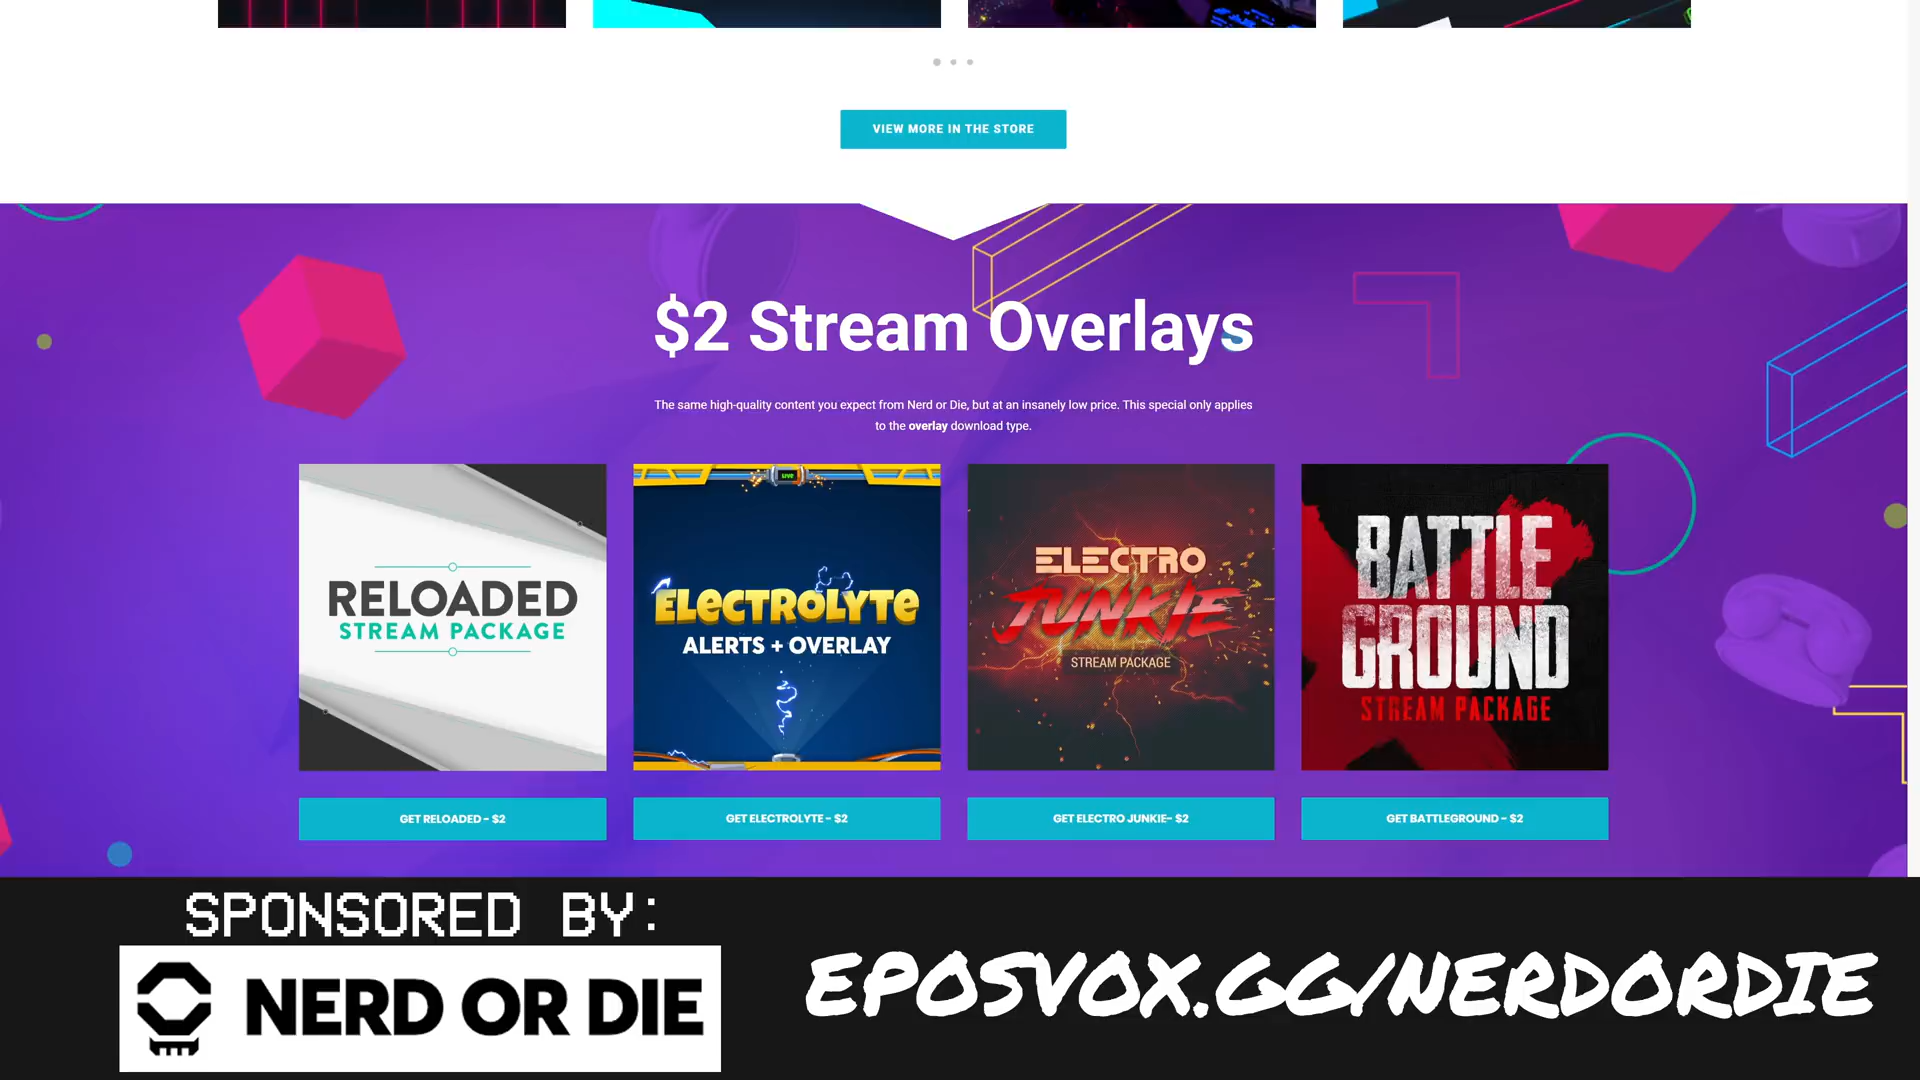 VIEW MORE IN THE STORE
$2 Stream Overlays
The same high-quality content you expect from Nerd or Die, but at an insanely low price. This special only applies
to the overlay download type.
RELOADED
STREAM PACKAGE
LIVE
ELECTROLYTE
ALERTS + OVERLAY
ELECTRO
JUNKIE
STREAM PACKAGE
BATTLE
GROUND
STREAM PACKAGE
GET RELOADED - $2
GET ELECTROLYTE - $2
GET ELECTRO JUNKIE- $2
GET BATTLEGROUND - $2
SPONSORED BY:
NERD OR DIE
EPOSVOX.GG/NERDORDIE